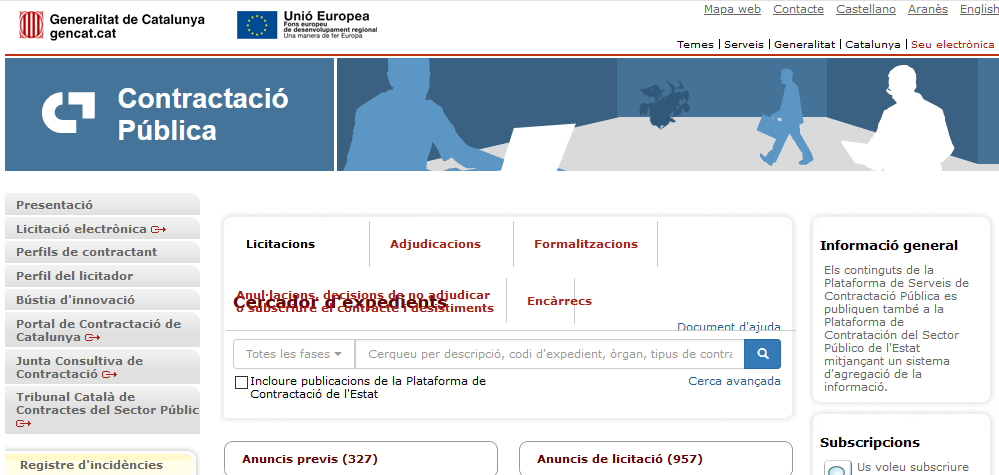 Generalitat de Catalunya
gencat.cat
Unió Europea
Fons europeu
de desenvolupament regional
Una manera de fer Europa
Mapa web Contacte Castellano Aranès English
Temes | Serveis | Generalitat | Catalunya | Seu electrònica
Contractació
Pública
Presentació
Licitació electrònica
Perfils de contractant
Perfil del licitador
Bústia d'innovació
Portal de Contractació de
Catalunya
Junta Consultiva de
Contractació
Tribunal Català de
Contractes del Sector Públic
Registre d'incidències
Licitacions
Adjudicacions
Formalitzacions
Anul·lacions, decisions de no adjudicar
o subscriure el contracte i desistiments
Encàrrecs
Cercador d'expedients
Document d'ajuda
Totes les fases
Cerqueu per descripció, codi d'expedient, òrgan, tipus de contra
Incloure publicacions de la Plataforma de
Contractació de l'Estat
Cerca avançada
Anuncis previs (327)
Anuncis de licitació (957)
Informació general
Els continguts de la
Plataforma de Serveis de
Contractació Pública es
publiquen també a la
Plataforma de
Contratación del Sector
Público de l'Estat
mitjançant un sistema
d'agregació de la
informació.
Subscripcions
Us voleu subscriure